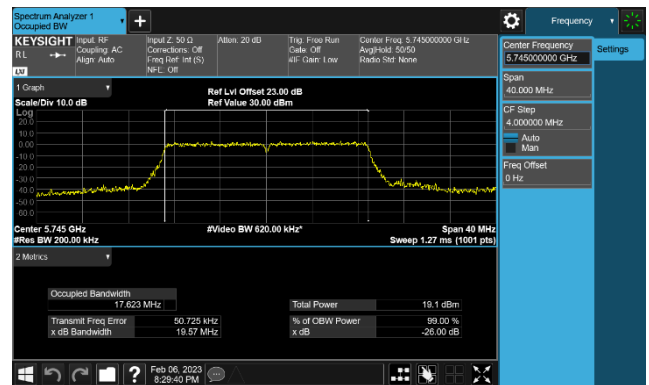 Spectrum Analyzer 1
Occupied BW
Frequency
KEYSIGHT
Input: RF
Input Z: 50 Ω
Atten: 20 dB
Trig: Free Run
Center Freq: 5.745000000 GHz
RL
Coupling: AC
Corrections: Off
Gate: Off
Avg|Hold: 50/50
Align: Auto
Freq Ref: Int (S)
#IF Gain: Low
Radio Std: None
NFE: Off
LXI
Center Frequency
5.745000000 GHz
Settings
Span
40.000 MHz
CF Step
4.000000 MHz
Auto
Man
Freq Offset
0 Hz
1 Graph
Ref Lvl Offset 23.00 dB
Scale/Div 10.0 dB
Ref Value 30.00 dBm
Log
20.0
10.0
0.00
-10.0
-20.0
-30.0
-40.0
-50.0
-60.0
Center 5.745 GHz
#Video BW 620.00 kHz*
Span 40 MHz
#Res BW 200.00 kHz
Sweep 1.27 ms (1001 pts)
2 Metrics
Occupied Bandwidth
17.623 MHz
Total Power
19.1 dBm
Transmit Freq Error
50.725 kHz
% of OBW Power
99.00 %
x dB Bandwidth
19.57 MHz
x dB
-26.00 dB
?
Feb 06, 2023
8:29:40 PM